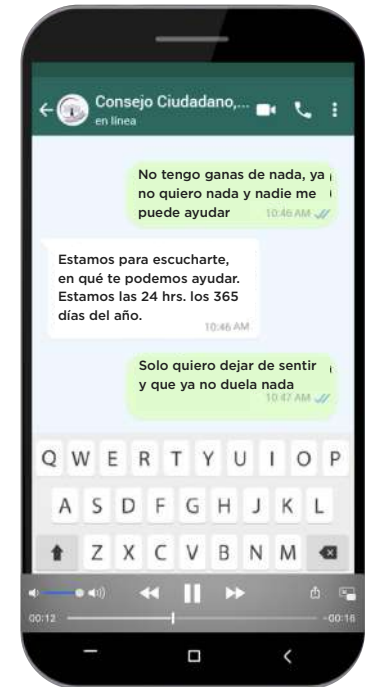 Consejo Ciudadano,...
en línea
No tengo ganas de nada, ya
no quiero nada y nadie me
puede ayudar
10:46 AM
Estamos para escucharte,
en qué te podemos ayudar.
Estamos las 24 hrs. los 365
días del año.
10:46 AM
Solo quiero dejar de sentir
y que ya no duela nada
10:47 AM
Q W E R T Y U I O P
A S D F G H J K L
Z X C V B N M
00:12
-00:16